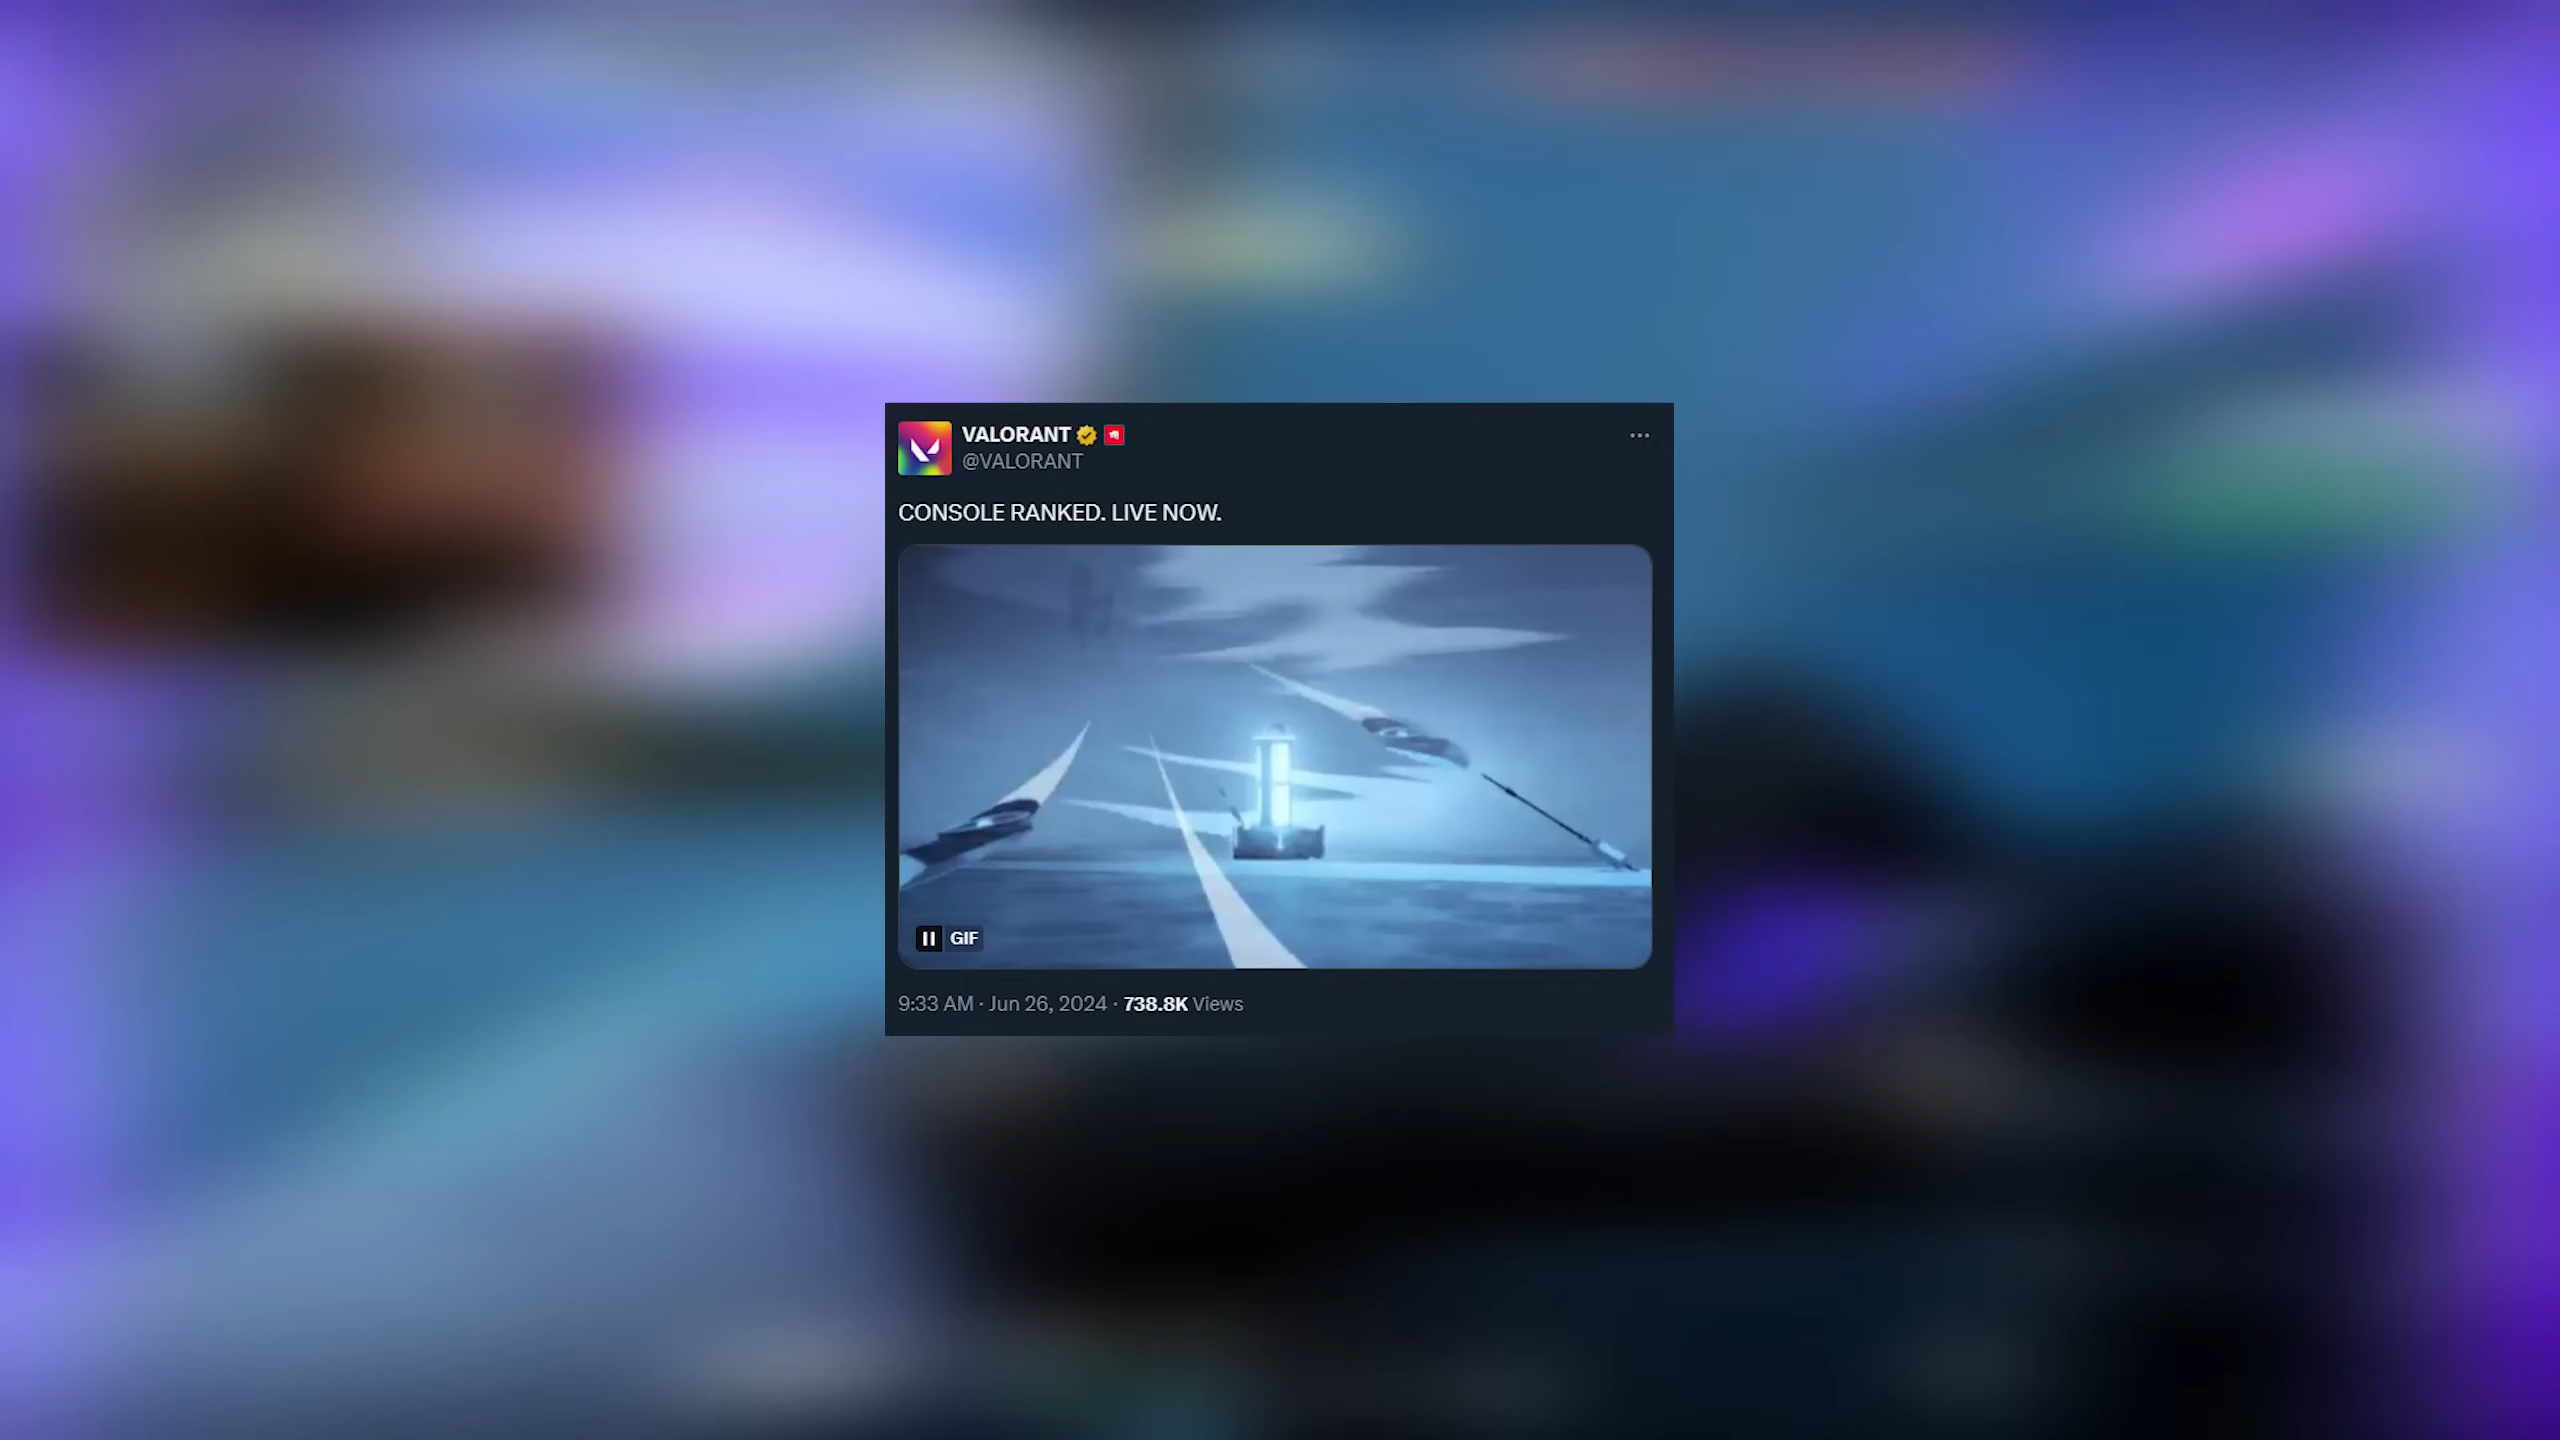 VALORANT
@VALORANT
CONSOLE RANKED. LIVE NOW.
GIF
9:33 AM · Jun 26, 2024 · 738.8K Views